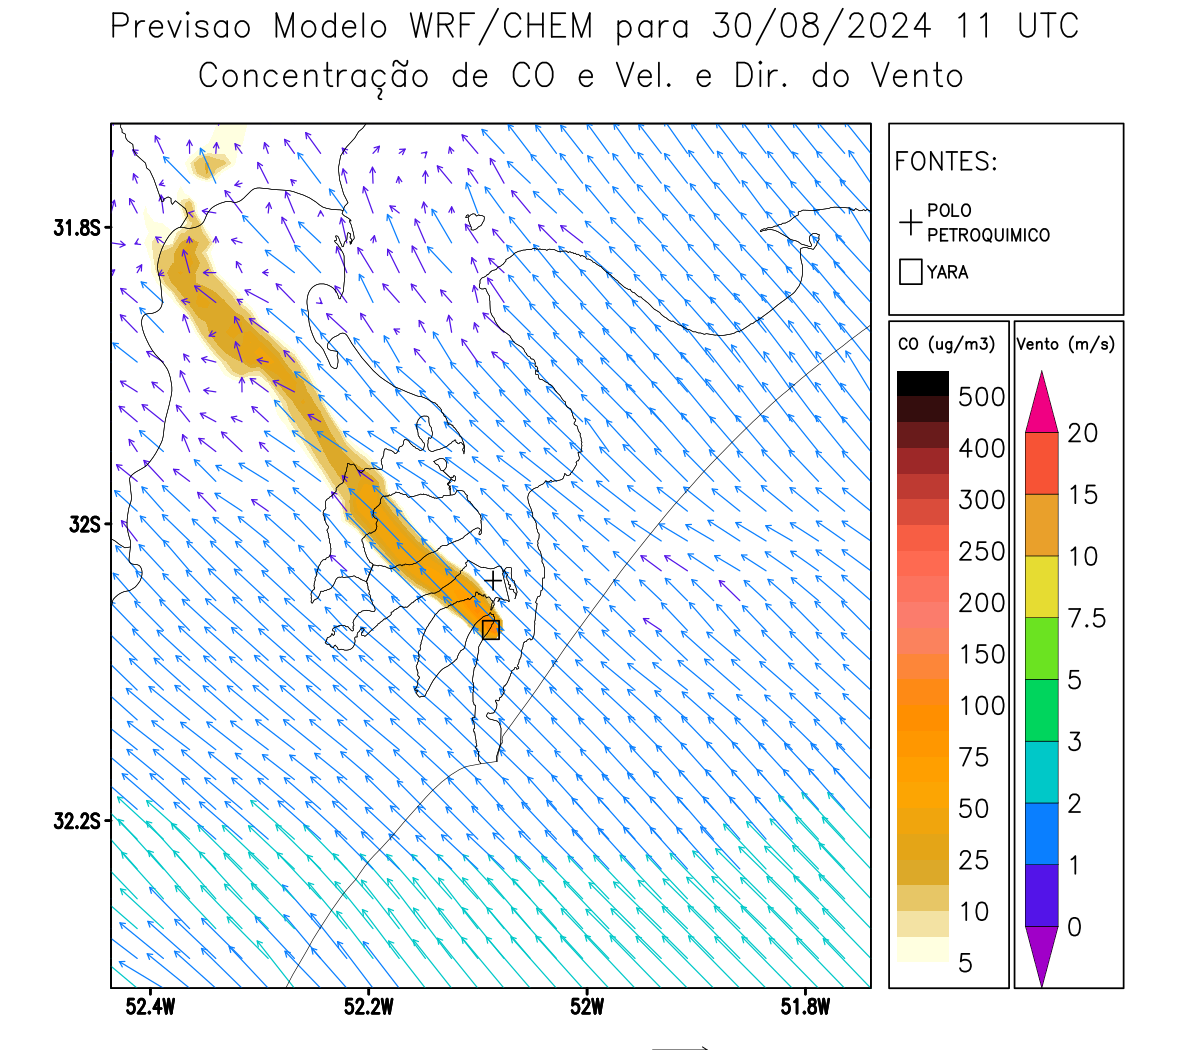 Previsao Modelo WRF/CHEM para 30/08/2024 11 UTC
Concentração de CO e Vel. e Dir. do Vento
FONTES:
POLO
PETROQUIMICO
YARA
CO (ug/m3)
500
400
300
250
200
150
100
75
50
25
10
5
Vento (m/s)
20
15
10
7.5
5
3
2
1
0
31.8S
32S
32.2S
52.4W
52.2W
52W
51.8W